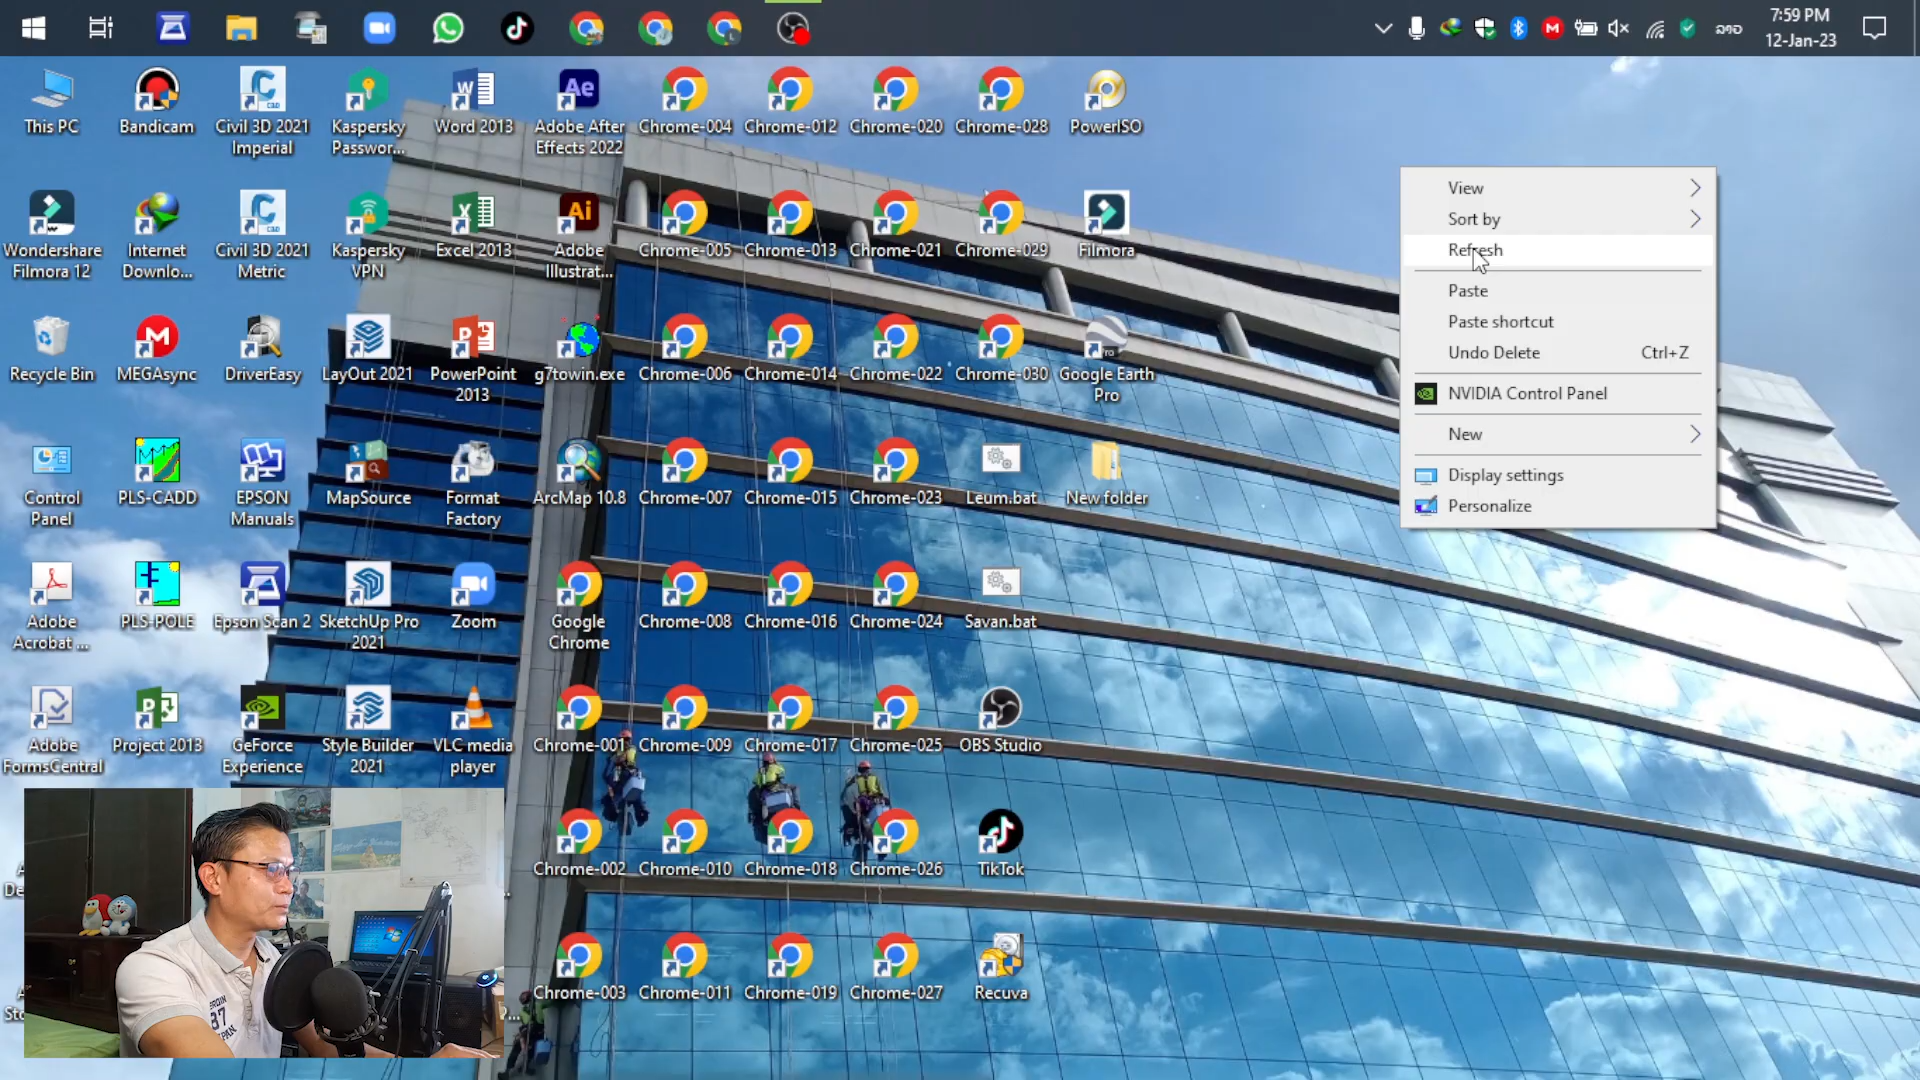 7:59 PM
ລາວ
12-Jan-23
This PC
Bandicam
Civil 3D 2021
Imperial
Kaspersky
Passwor...
Word 2013
Adobe After
Effects 2022
Chrome-004
Chrome-012
Chrome-020
Chrome-028
PowerISO
Wondershare
Filmora 12
Internet
Downlo...
Civil 3D 2021
Metric
Kaspersky
VPN
Excel 2013
Adobe
Illustrat...
Chrome-005
Chrome-013
Chrome-021
Chrome-029
Filmora
Recycle Bin
MEGAsync
DriverEasy
LayOut 2021
PowerPoint
2013
g7towin.exe
Chrome-006
Chrome-014
Chrome-022
Chrome-030
Google Earth
Pro
Control
Panel
PLS-CADD
EPSON
Manuals
MapSource
Format
Factory
ArcMap 10.8
Chrome-007
Chrome-015
Chrome-023
Leum.bat
New folder
Adobe
Acrobat ...
PLS-POLE
Epson Scan 2
SketchUp Pro
2021
Zoom
Google
Chrome
Chrome-008
Chrome-016
Chrome-024
Savan.bat
Adobe
FormsCentral
Project 2013
GeForce
Experience
Style Builder
2021
VLC media
player
Chrome-001
Chrome-009
Chrome-017
Chrome-025
OBS Studio
Chrome-002
Chrome-010
Chrome-018
Chrome-026
TikTok
Chrome-003
Chrome-011
Chrome-019
Chrome-027
Recuva
View
Sort by
Refresh
Paste
Paste shortcut
Undo Delete Ctrl+Z
NVIDIA Control Panel
New
Display settings
Personalize